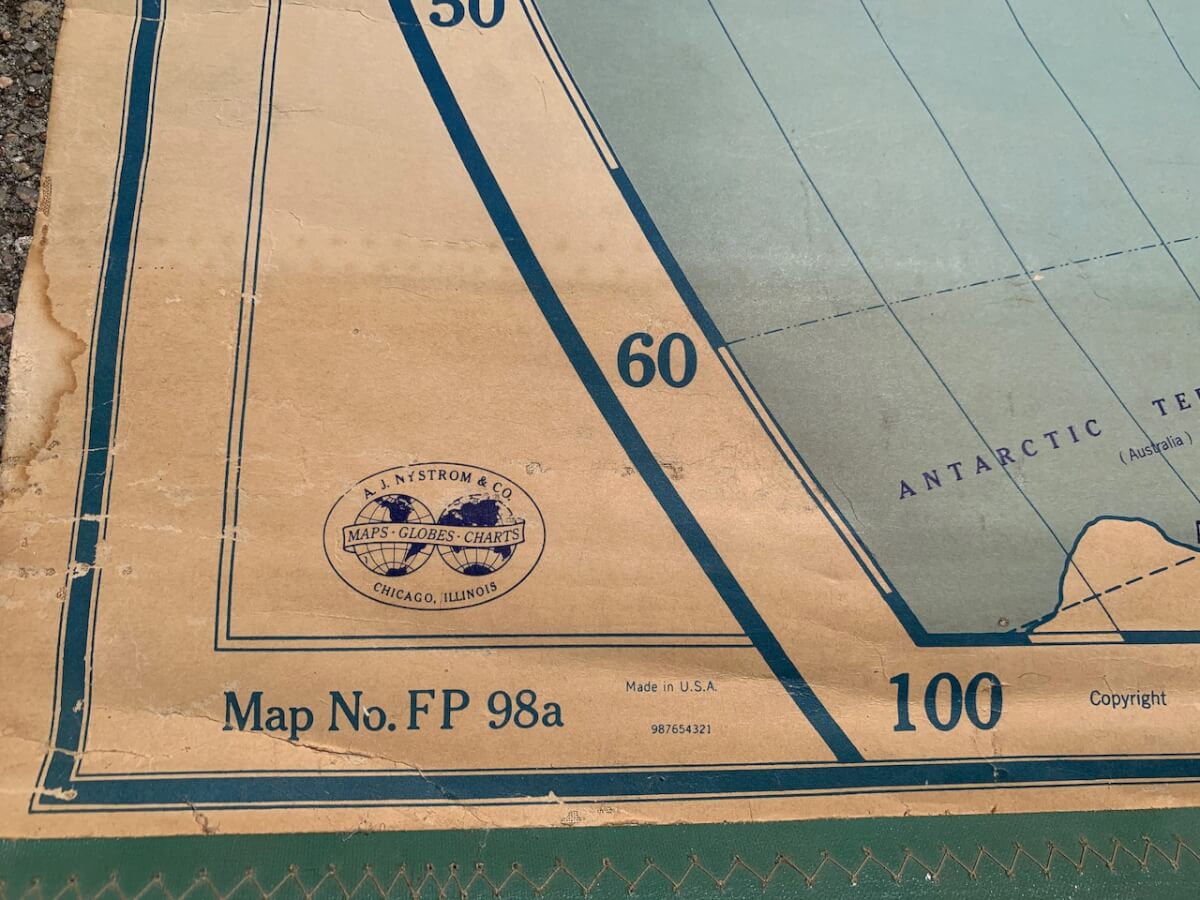 50
60
ANTARCTIC
(Australia)
A. J. NYSTROM & CO.
MAPS · GLOBES · CHARTS
CHICAGO, ILLINOIS
Map No. FP 98a
Made in U.S.A.
987654321
100
Copyright